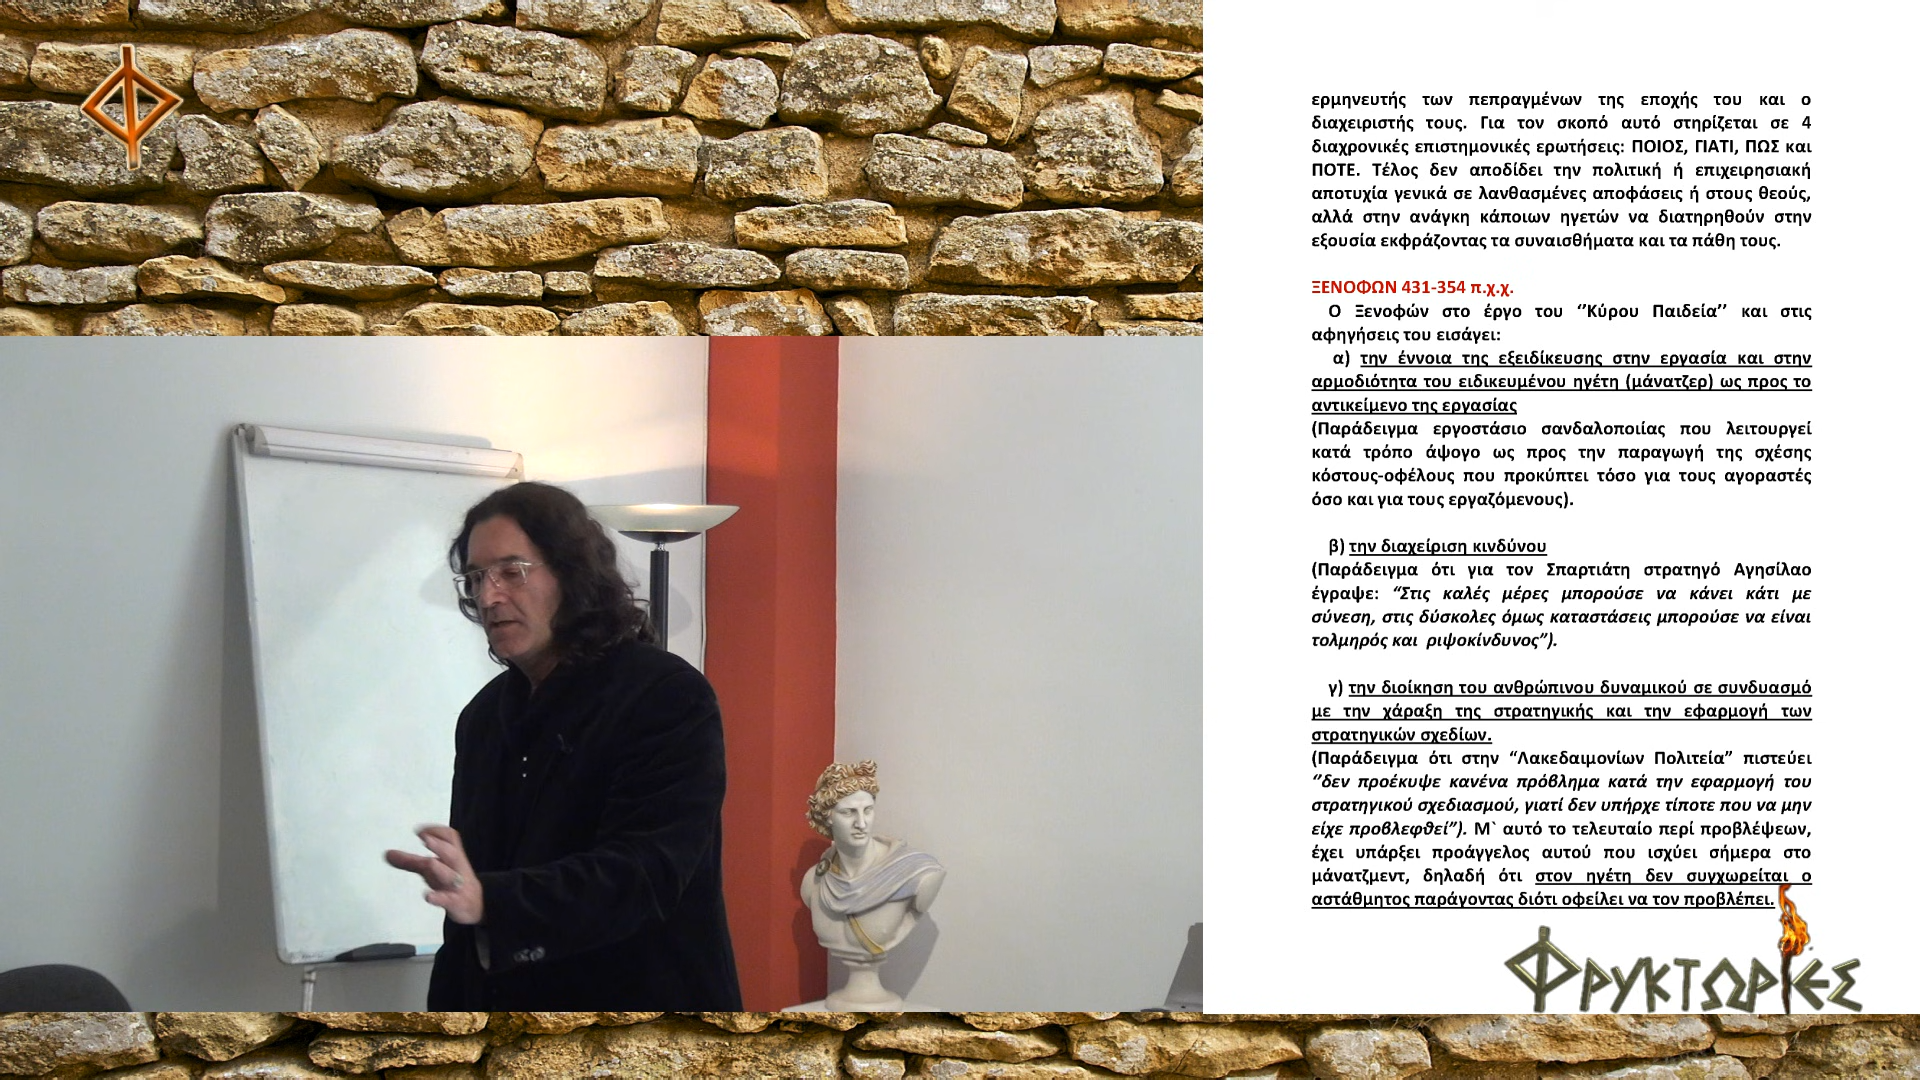 ερμηνευτής των πεπραγμένων της εποχής του και ο
διαχειριστής τους. Για τον σκοπό αυτό στηρίζεται σε 4
διαχρονικές επιστημονικές ερωτήσεις: ΠΟΙΟΣ, ΓΙΑΤΙ, ΠΩΣ και
ΠΟΤΕ. Τέλος δεν αποδίδει την πολιτική ή επιχειρησιακή
αποτυχία γενικά σε λανθασμένες αποφάσεις ή στους θεούς,
αλλά στην ανάγκη κάποιων ηγετών να διατηρηθούν στην
εξουσία εκφράζοντας τα συναισθήματα και τα πάθη τους.
ΞΕΝΟΦΩΝ 431-354 π.χ.χ.
Ο Ξενοφών στο έργο του ‘’Κύρου Παιδεία’’ και στις
αφηγήσεις του εισάγει:
α) την έννοια της εξειδίκευσης στην εργασία και στην
αρμοδιότητα του ειδικευμένου ηγέτη (μάνατζερ) ως προς το
αντικείμενο της εργασίας
(Παράδειγμα εργοστάσιο σανδαλοποιίας που λειτουργεί
κατά τρόπο άψογο ως προς την παραγωγή της σχέσης
κόστους-οφέλους που προκύπτει τόσο για τους αγοραστές
όσο και για τους εργαζόμενους).
β) την διαχείριση κινδύνου
(Παράδειγμα ότι για τον Σπαρτιάτη στρατηγό Αγησίλαο
έγραψε: “Στις καλές μέρες μπορούσε να κάνει κάτι με
σύνεση, στις δύσκολες όμως καταστάσεις μπορούσε να είναι
τολμηρός και ριψοκίνδυνος”).
γ) την διοίκηση του ανθρώπινου δυναμικού σε συνδυασμό
με την χάραξη της στρατηγικής και την εφαρμογή των
στρατηγικών σχεδίων.
(Παράδειγμα ότι στην “Λακεδαιμονίων Πολιτεία” πιστεύει
‘’δεν προέκυψε κανένα πρόβλημα κατά την εφαρμογή του
στρατηγικού σχεδιασμού, γιατί δεν υπήρχε τίποτε που να μην
είχε προβλεφθεί”). Μ` αυτό το τελευταίο περί προβλέψεων,
έχει υπάρξει προάγγελος αυτού που ισχύει σήμερα στο
μάνατζμεντ, δηλαδή ότι στον ηγέτη δεν συγχωρείται ο
αστάθμητος παράγοντας διότι οφείλει να τον προβλέπει.
ΦΡΥΚΤΩΡΙΕΣ